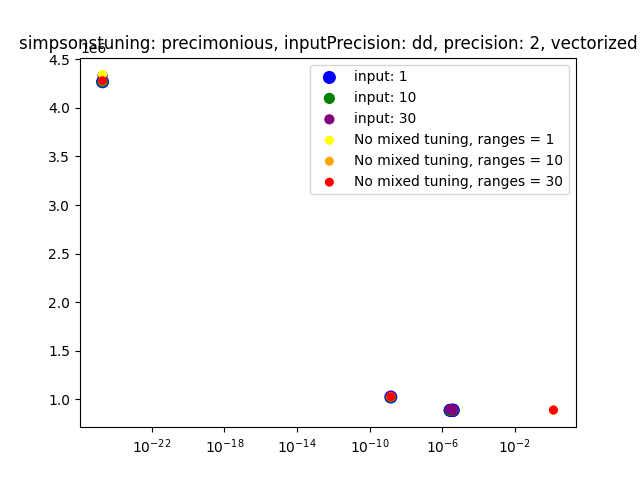 simpsonstuning: precimonious, inputPrecision: dd, precision: 2, vectorized
1e6
4.5
4.0
3.5
3.0
2.5
2.0
1.5
1.0
input: 1
input: 10
input: 30
No mixed tuning, ranges = 1
No mixed tuning, ranges = 10
No mixed tuning, ranges = 30
10⁻²² 10⁻¹⁸ 10⁻¹⁴ 10⁻¹⁰ 10⁻⁶ 10⁻²